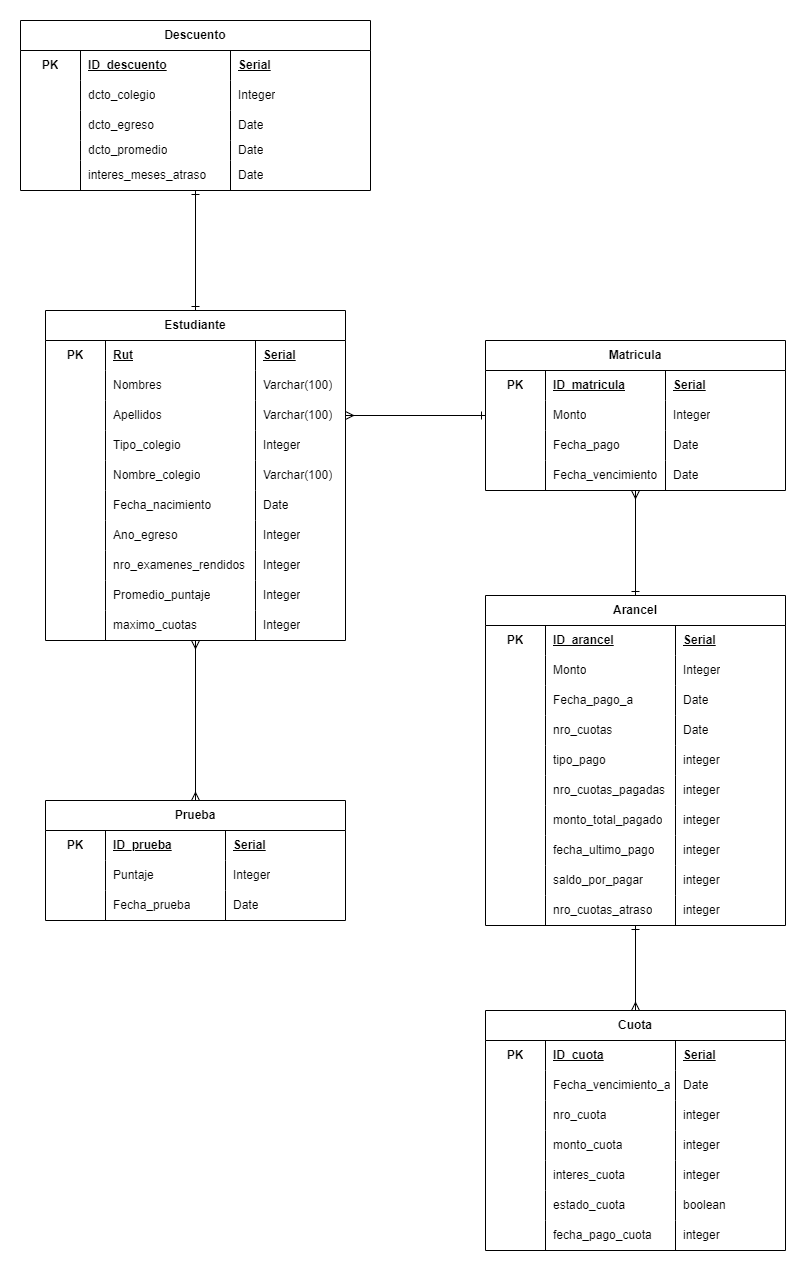 Descuento
PK ID_descuento Serial
dcto_colegio Integer
dcto_egreso Date
dcto_promedio Date
interes_meses_atraso Date
Estudiante
PK Rut Serial
Nombres Varchar(100)
Apellidos Varchar(100)
Tipo_colegio Integer
Nombre_colegio Varchar(100)
Fecha_nacimiento Date
Ano_egreso Integer
nro_examenes_rendidos Integer
Promedio_puntaje Integer
maximo_cuotas Integer
Matricula
PK ID_matricula Serial
Monto Integer
Fecha_pago Date
Fecha_vencimiento Date
Arancel
PK ID_arancel Serial
Monto Integer
Fecha_pago_a Date
nro_cuotas Date
tipo_pago integer
nro_cuotas_pagadas integer
monto_total_pagado integer
fecha_ultimo_pago integer
saldo_por_pagar integer
nro_cuotas_atraso integer
Prueba
PK ID_prueba Serial
Puntaje Integer
Fecha_prueba Date
Cuota
PK ID_cuota Serial
Fecha_vencimiento_a Date
nro_cuota integer
monto_cuota integer
interes_cuota integer
estado_cuota boolean
fecha_pago_cuota integer